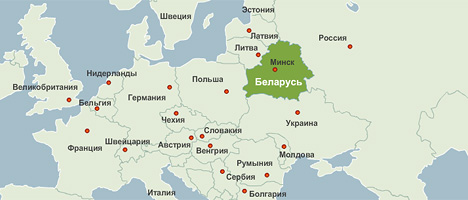 Эстония
Швеция
Латвия
Россия
Литва
Минск
Нидерланды
Польша
Беларусь
Великобритания
Германия
Бельгия
Чехия
Украина
Словакия
Франция
Швейцария
Австрия
Венгрия
Молдова
Румыния
Сербия
Италия
Болгария